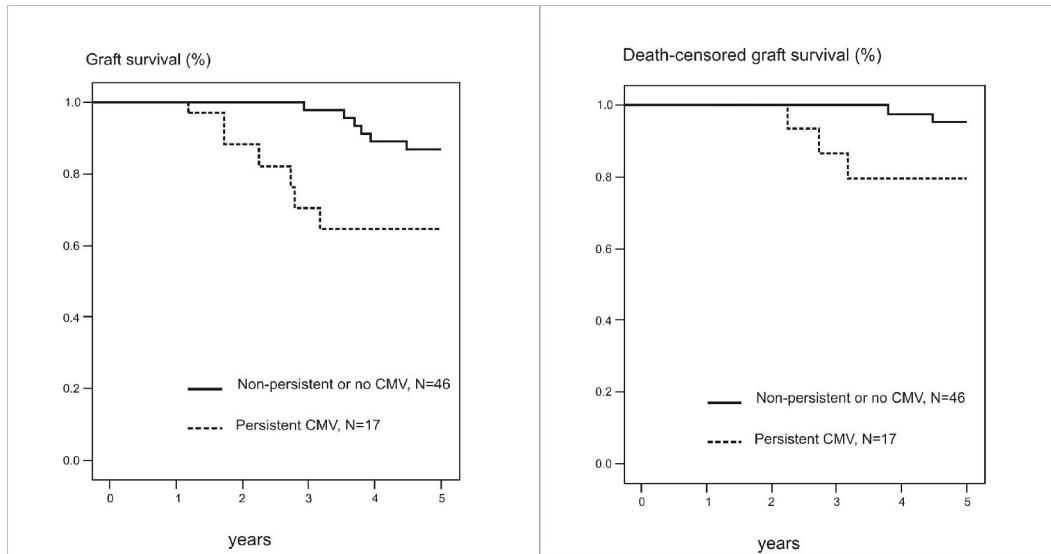 Graft survival (%)
1.0
0.8
0.6
0.4
0.2
0.0
Non-persistent or no CMV, N=46
Persistent CMV, N=17
0 1 2 3 4 5
years
Death-censored graft survival (%)
1.0
0.8
0.6
0.4
0.2
0.0
Non-persistent or no CMV, N=46
Persistent CMV, N=17
0 1 2 3 4 5
years